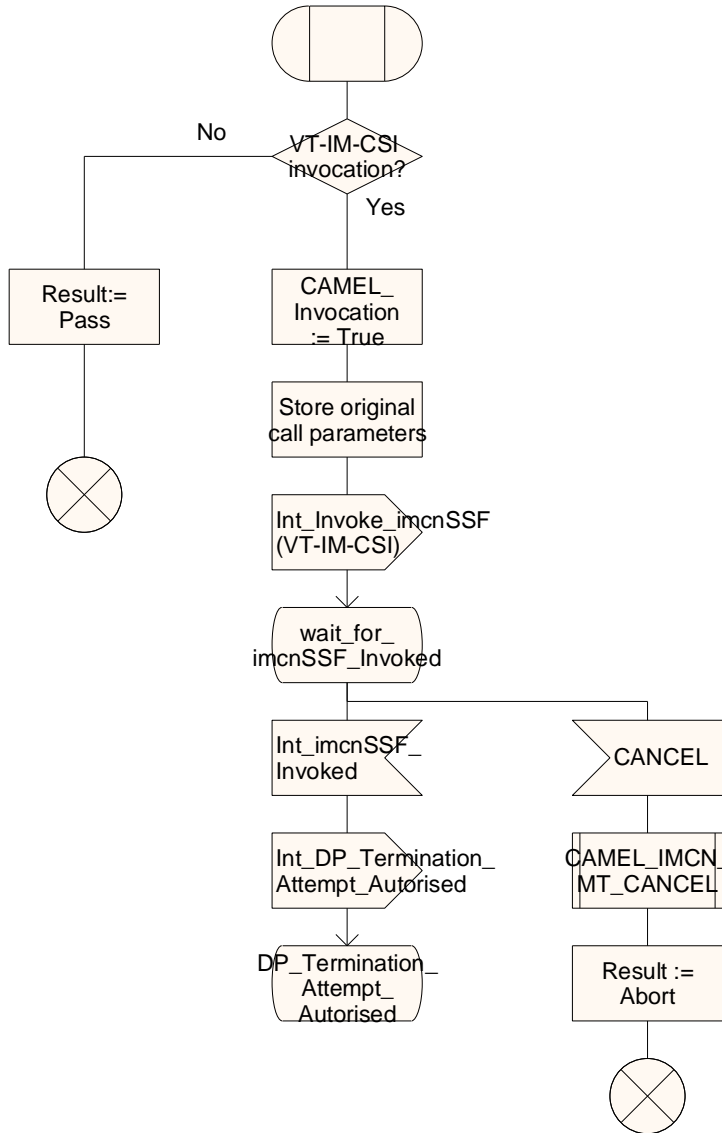 VT-IM-CSI
invocation?
No
Yes
Result:=
Pass
CAMEL_
Invocation
:= True
Store original
call parameters
Int_Invoke_imcnSSF
(VT-IM-CSI)
wait_for_
imcnSSF_Invoked
Int_imcnSSF_
Invoked
CANCEL
Int_DP_Termination_
Attempt_Autorised
CAMEL_IMCN_
MT_CANCEL
DP_Termination_
Attempt_
Autorised
Result :=
Abort